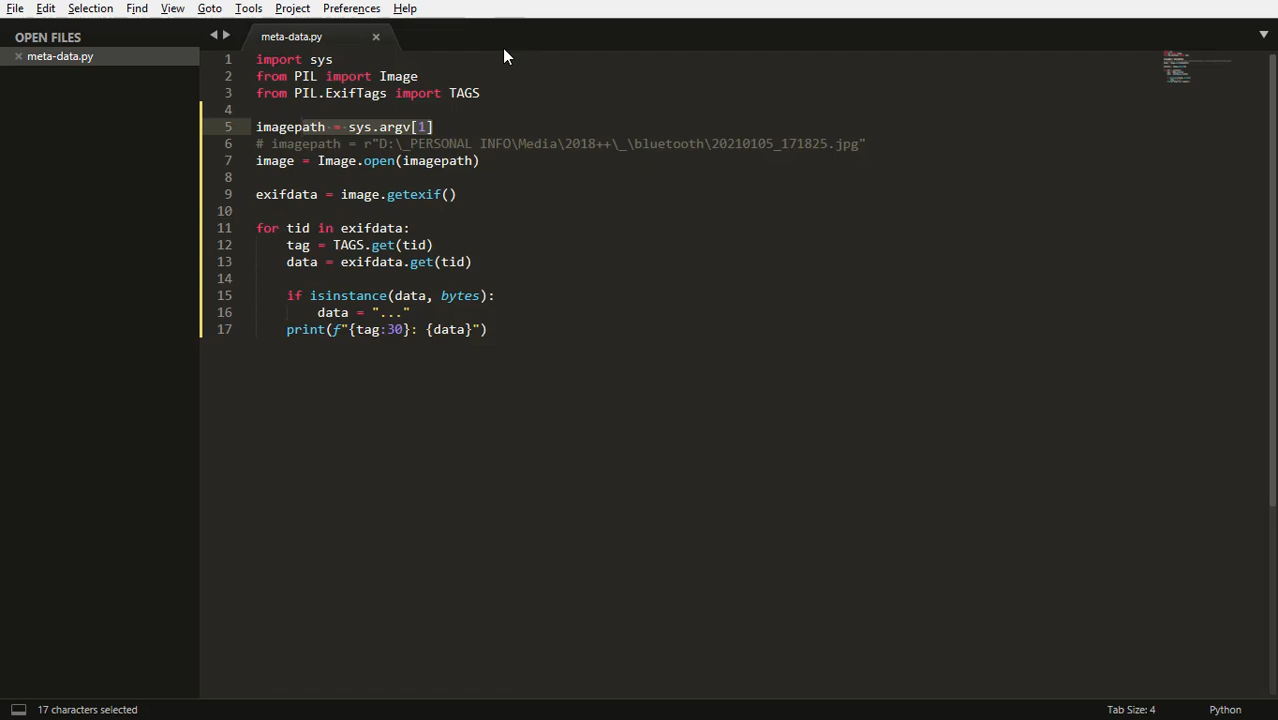 File Edit Selection Find View Goto Tools Project Preferences Help
OPEN FILES
meta-data.py
meta-data.py
1 import sys
2 from PIL import Image
3 from PIL.ExifTags import TAGS
4
5 imagepath = sys.argv[1]
6 # imagepath = r"D:\_PERSONAL INFO\Media\2018++\_\bluetooth\20210105_171825.jpg"
7 image = Image.open(imagepath)
8
9 exifdata = image.getexif()
10
11 for tid in exifdata:
12     tag = TAGS.get(tid)
13     data = exifdata.get(tid)
14
15     if isinstance(data, bytes):
16         data = "..."
17     print(f"{tag:30}: {data}")
17 characters selected
Tab Size: 4
Python